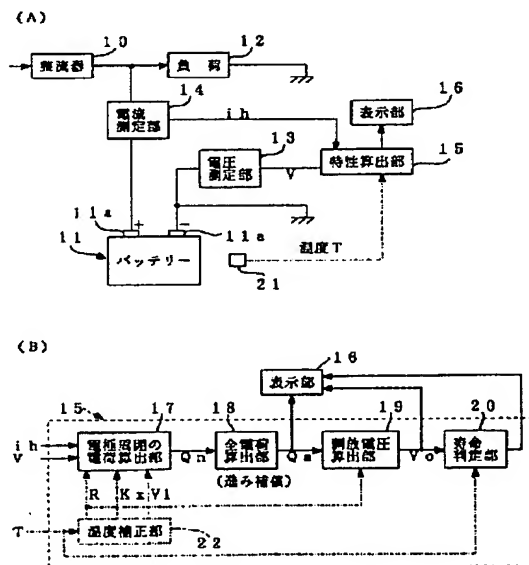 (A)
10
整流器
12
負荷
14
電流
測定部
ih
16
表示部
13
電圧
測定部
V
特性算出部
15
11a
+
-
11a
11
バッテリー
温度T
21
(B)
16
表示部
15
17
18
19
20
ih
V
電極周囲の
電荷算出部
Qn
全電荷
算出部
(進み補償)
Qa
開放電圧
算出部
Vo
寿命
判定部
R
Kx
V1
T
温度補正部
22